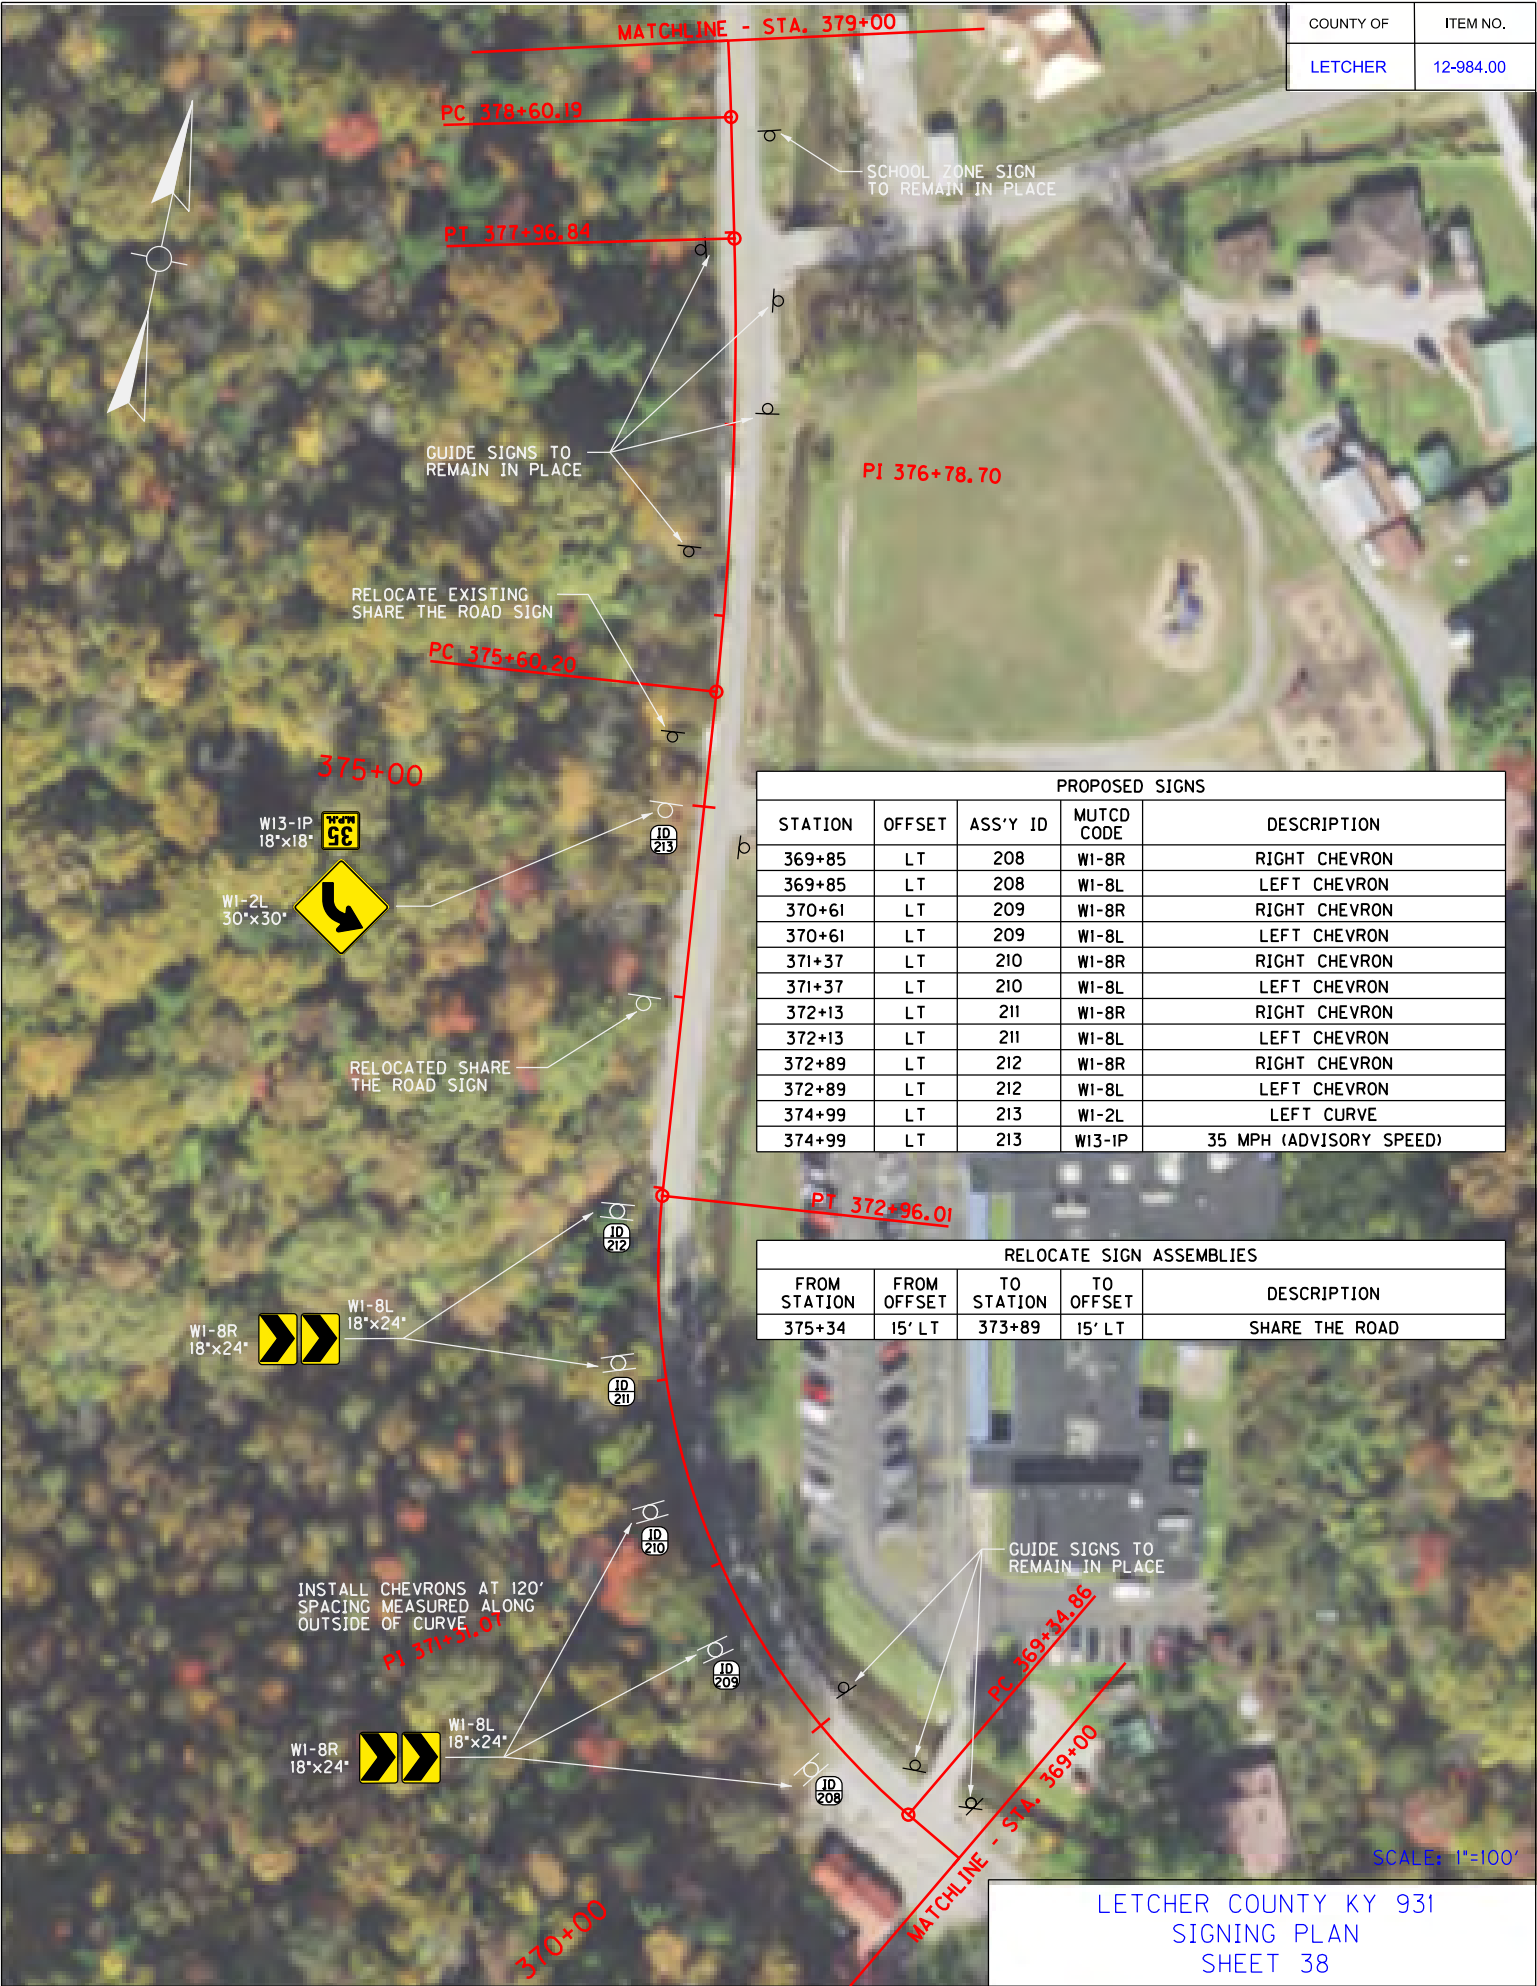 COUNTY OF ITEM NO.
LETCHER 12-984.00
MATCHLINE - STA. 379+00
PC 378+60.19
SCHOOL ZONE SIGN
TO REMAIN IN PLACE
PT 377+96.84
GUIDE SIGNS TO
REMAIN IN PLACE
PI 376+78.70
RELOCATE EXISTING
SHARE THE ROAD SIGN
PC 375+60.20
375+00
W13-1P
18"x18"
35
M.P.H.
ID
213
W1-2L
30"x30"
PROPOSED SIGNS
STATION OFFSET ASS'Y ID MUTCD CODE DESCRIPTION
369+85 LT 208 W1-8R RIGHT CHEVRON
369+85 LT 208 W1-8L LEFT CHEVRON
370+61 LT 209 W1-8R RIGHT CHEVRON
370+61 LT 209 W1-8L LEFT CHEVRON
371+37 LT 210 W1-8R RIGHT CHEVRON
371+37 LT 210 W1-8L LEFT CHEVRON
372+13 LT 211 W1-8R RIGHT CHEVRON
372+13 LT 211 W1-8L LEFT CHEVRON
372+89 LT 212 W1-8R RIGHT CHEVRON
372+89 LT 212 W1-8L LEFT CHEVRON
374+99 LT 213 W1-2L LEFT CURVE
374+99 LT 213 W13-1P 35 MPH (ADVISORY SPEED)
RELOCATED SHARE
THE ROAD SIGN
PT 372+96.01
ID
212
RELOCATE SIGN ASSEMBLIES
FROM STATION FROM OFFSET TO STATION TO OFFSET DESCRIPTION
375+34 15' LT 373+89 15' LT SHARE THE ROAD
W1-8R
18"x24"
W1-8L
18"x24"
ID
211
ID
210
GUIDE SIGNS TO
REMAIN IN PLACE
INSTALL CHEVRONS AT 120'
SPACING MEASURED ALONG
OUTSIDE OF CURVE
PI 371+31.07
ID
209
PC 369+34.86
W1-8R
18"x24"
W1-8L
18"x24"
ID
208
MATCHLINE - STA. 369+00
370+00
SCALE: 1"=100'
LETCHER COUNTY KY 931
SIGNING PLAN
SHEET 38